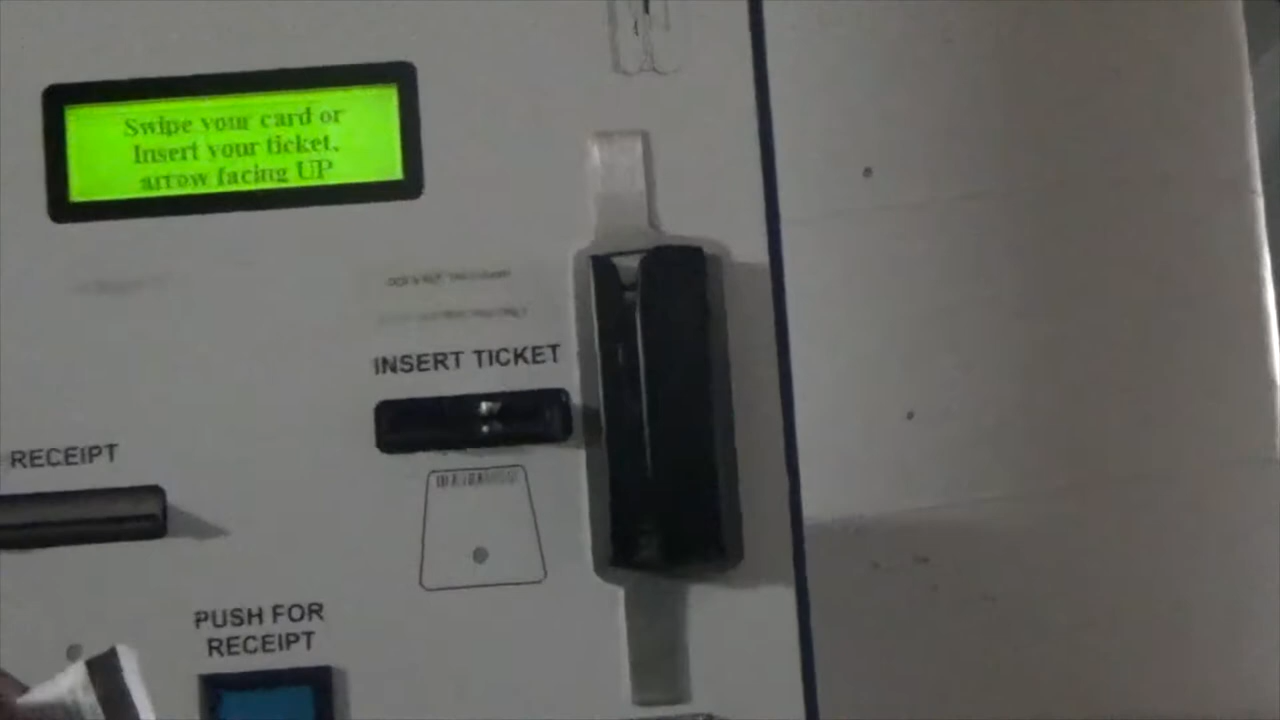 Swipe your card or
Insert your ticket,
arrow facing UP
INSERT TICKET
RECEIPT
PUSH FOR
RECEIPT